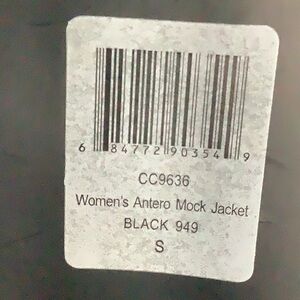 6 84772 90354 9
CC9636
Women's Antero Mock Jacket
BLACK 949
S